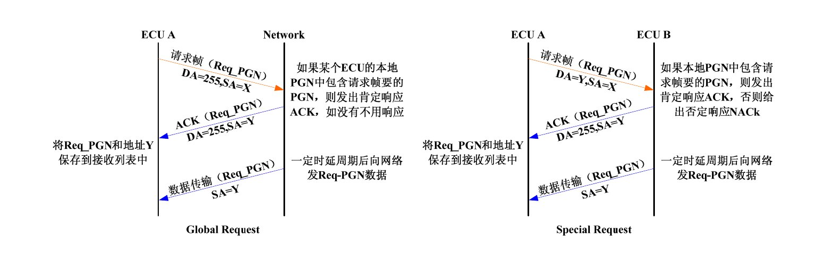 ECU A
Network
请求帧（Req_PGN）
DA=255,SA=X
如果某个ECU的本地
PGN中包含请求帧要的
PGN，则发出肯定响应
ACK，如没有不用响应
ACK（Req_PGN）
DA=255,SA=Y
将Req_PGN和地址Y
保存到接收列表中
一定时延周期后向网络
发Req-PGN数据
数据传输（Req_PGN）
SA=Y
Global Request
ECU A
ECU B
请求帧（Req_PGN）
DA=Y,SA=X
如果本地PGN中包含请
求帧要的PGN，则发出
肯定响应ACK，否则给
出否定响应NACk
ACK（Req_PGN）
DA=255,SA=Y
将Req_PGN和地址Y
保存到接收列表中
一定时延周期后向网络
发Req-PGN数据
数据传输（Req_PGN）
SA=Y
Special Request